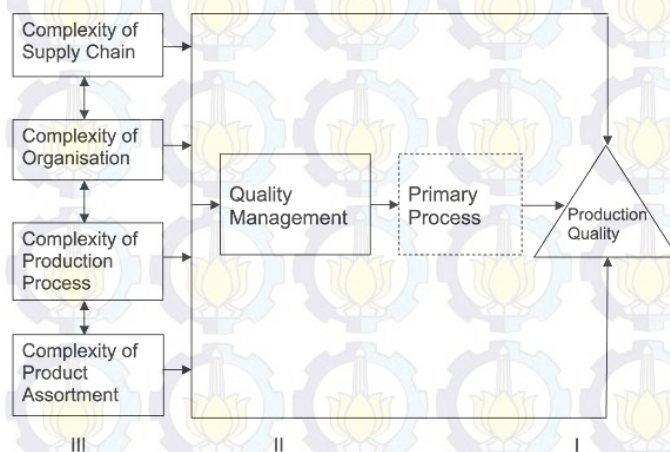 Complexity of
Supply Chain
Complexity of
Organisation
Complexity of
Production
Process
Complexity of
Product
Assortment
Quality
Management
Primary
Process
Production
Quality
III
II
I